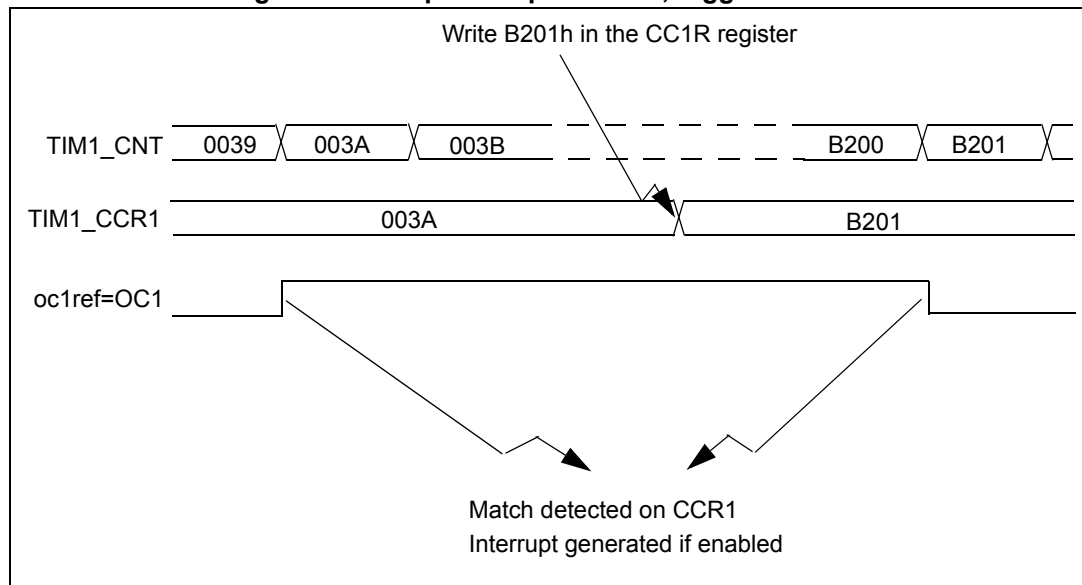 Write B201h in the CC1R register
TIM1_CNT 0039 003A 003B B200 B201
TIM1_CCR1 003A B201
oc1ref=OC1
Match detected on CCR1
Interrupt generated if enabled